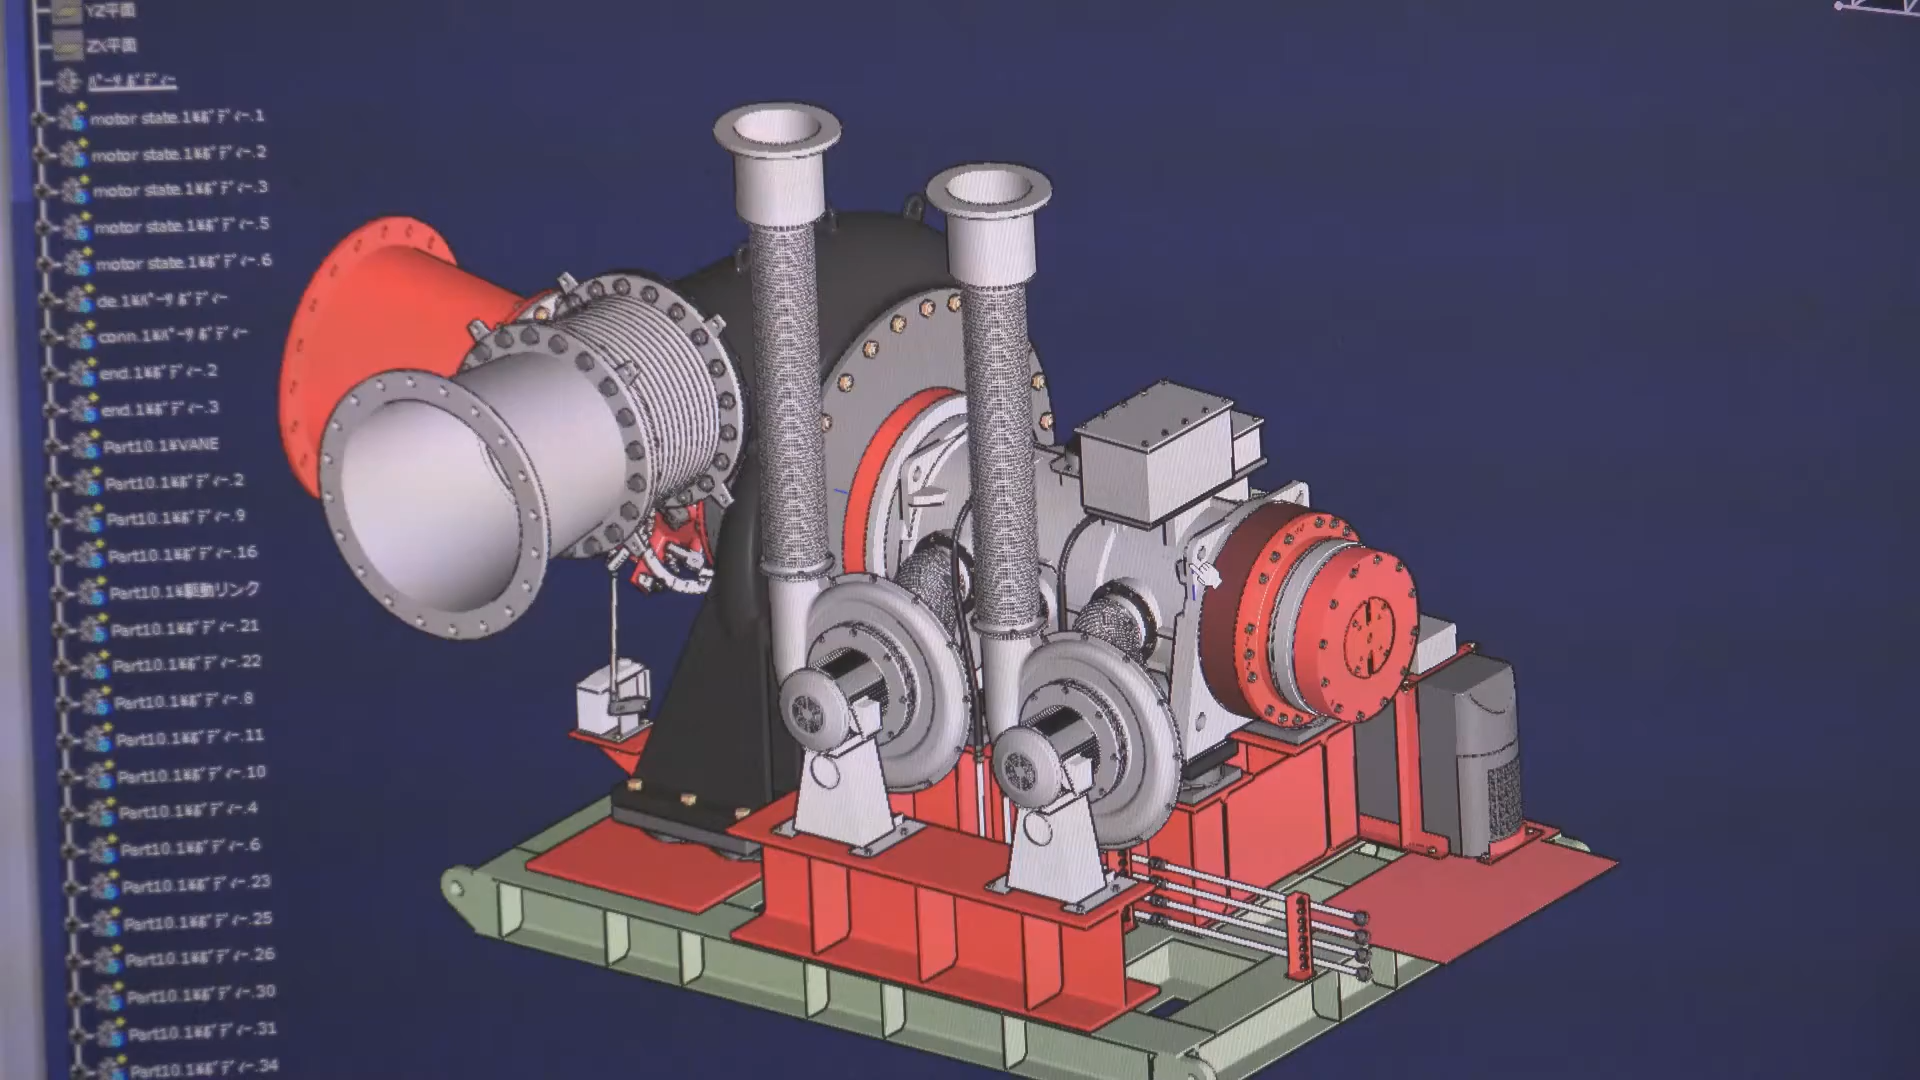 YZ平面
ZX平面
ﾊﾟｰﾂﾎﾞﾃﾞｨｰ
motor state.1¥ﾎﾞﾃﾞｨｰ.1
motor state.1¥ﾎﾞﾃﾞｨｰ.2
motor state.1¥ﾎﾞﾃﾞｨｰ.3
motor state.1¥ﾎﾞﾃﾞｨｰ.5
motor state.1¥ﾎﾞﾃﾞｨｰ.6
de.1¥ﾊﾟｰﾂﾎﾞﾃﾞｨｰ
conn.1¥ﾊﾟｰﾂﾎﾞﾃﾞｨｰ
end.1¥ﾎﾞﾃﾞｨｰ.2
end.1¥ﾎﾞﾃﾞｨｰ.3
Part10.1¥VANE
Part10.1¥ﾎﾞﾃﾞｨｰ.2
Part10.1¥ﾎﾞﾃﾞｨｰ.9
Part10.1¥ﾎﾞﾃﾞｨｰ.16
Part10.1¥駆動リンク
Part10.1¥ﾎﾞﾃﾞｨｰ.21
Part10.1¥ﾎﾞﾃﾞｨｰ.22
Part10.1¥ﾎﾞﾃﾞｨｰ.8
Part10.1¥ﾎﾞﾃﾞｨｰ.11
Part10.1¥ﾎﾞﾃﾞｨｰ.10
Part10.1¥ﾎﾞﾃﾞｨｰ.4
Part10.1¥ﾎﾞﾃﾞｨｰ.6
Part10.1¥ﾎﾞﾃﾞｨｰ.23
Part10.1¥ﾎﾞﾃﾞｨｰ.25
Part10.1¥ﾎﾞﾃﾞｨｰ.26
Part10.1¥ﾎﾞﾃﾞｨｰ.30
Part10.1¥ﾎﾞﾃﾞｨｰ.31
Part10.1¥ﾎﾞﾃﾞｨｰ.34